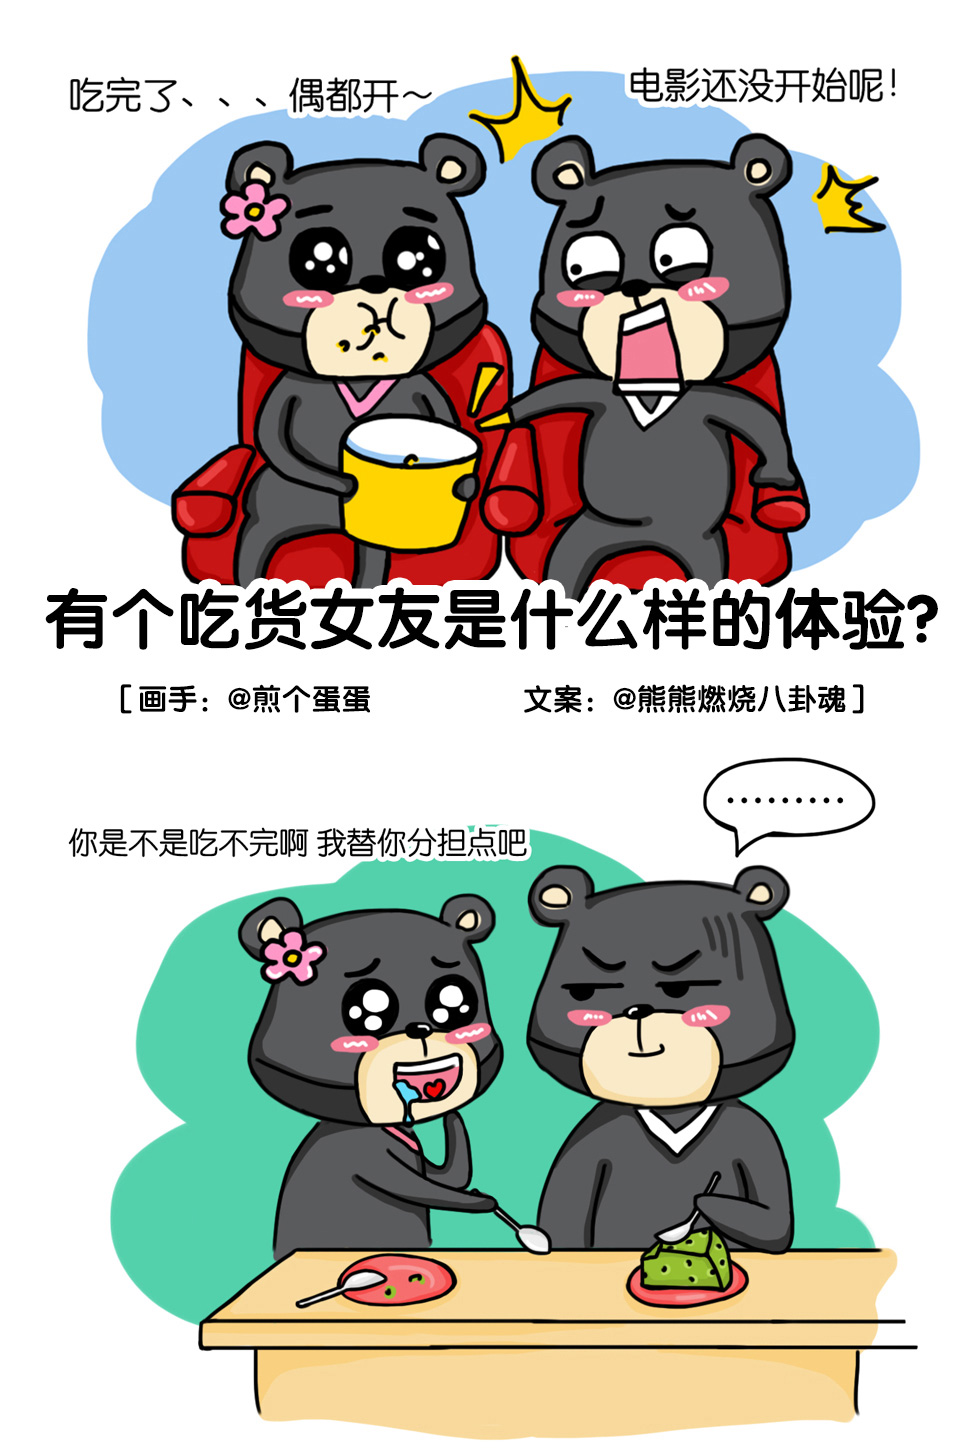 吃完了、、、偶都开~
电影还没开始呢!
有个吃货女友是什么样的体验?
[画手：@煎个蛋蛋 文案：@熊熊燃烧八卦魂]
·········
你是不是吃不完啊 我替你分担点吧